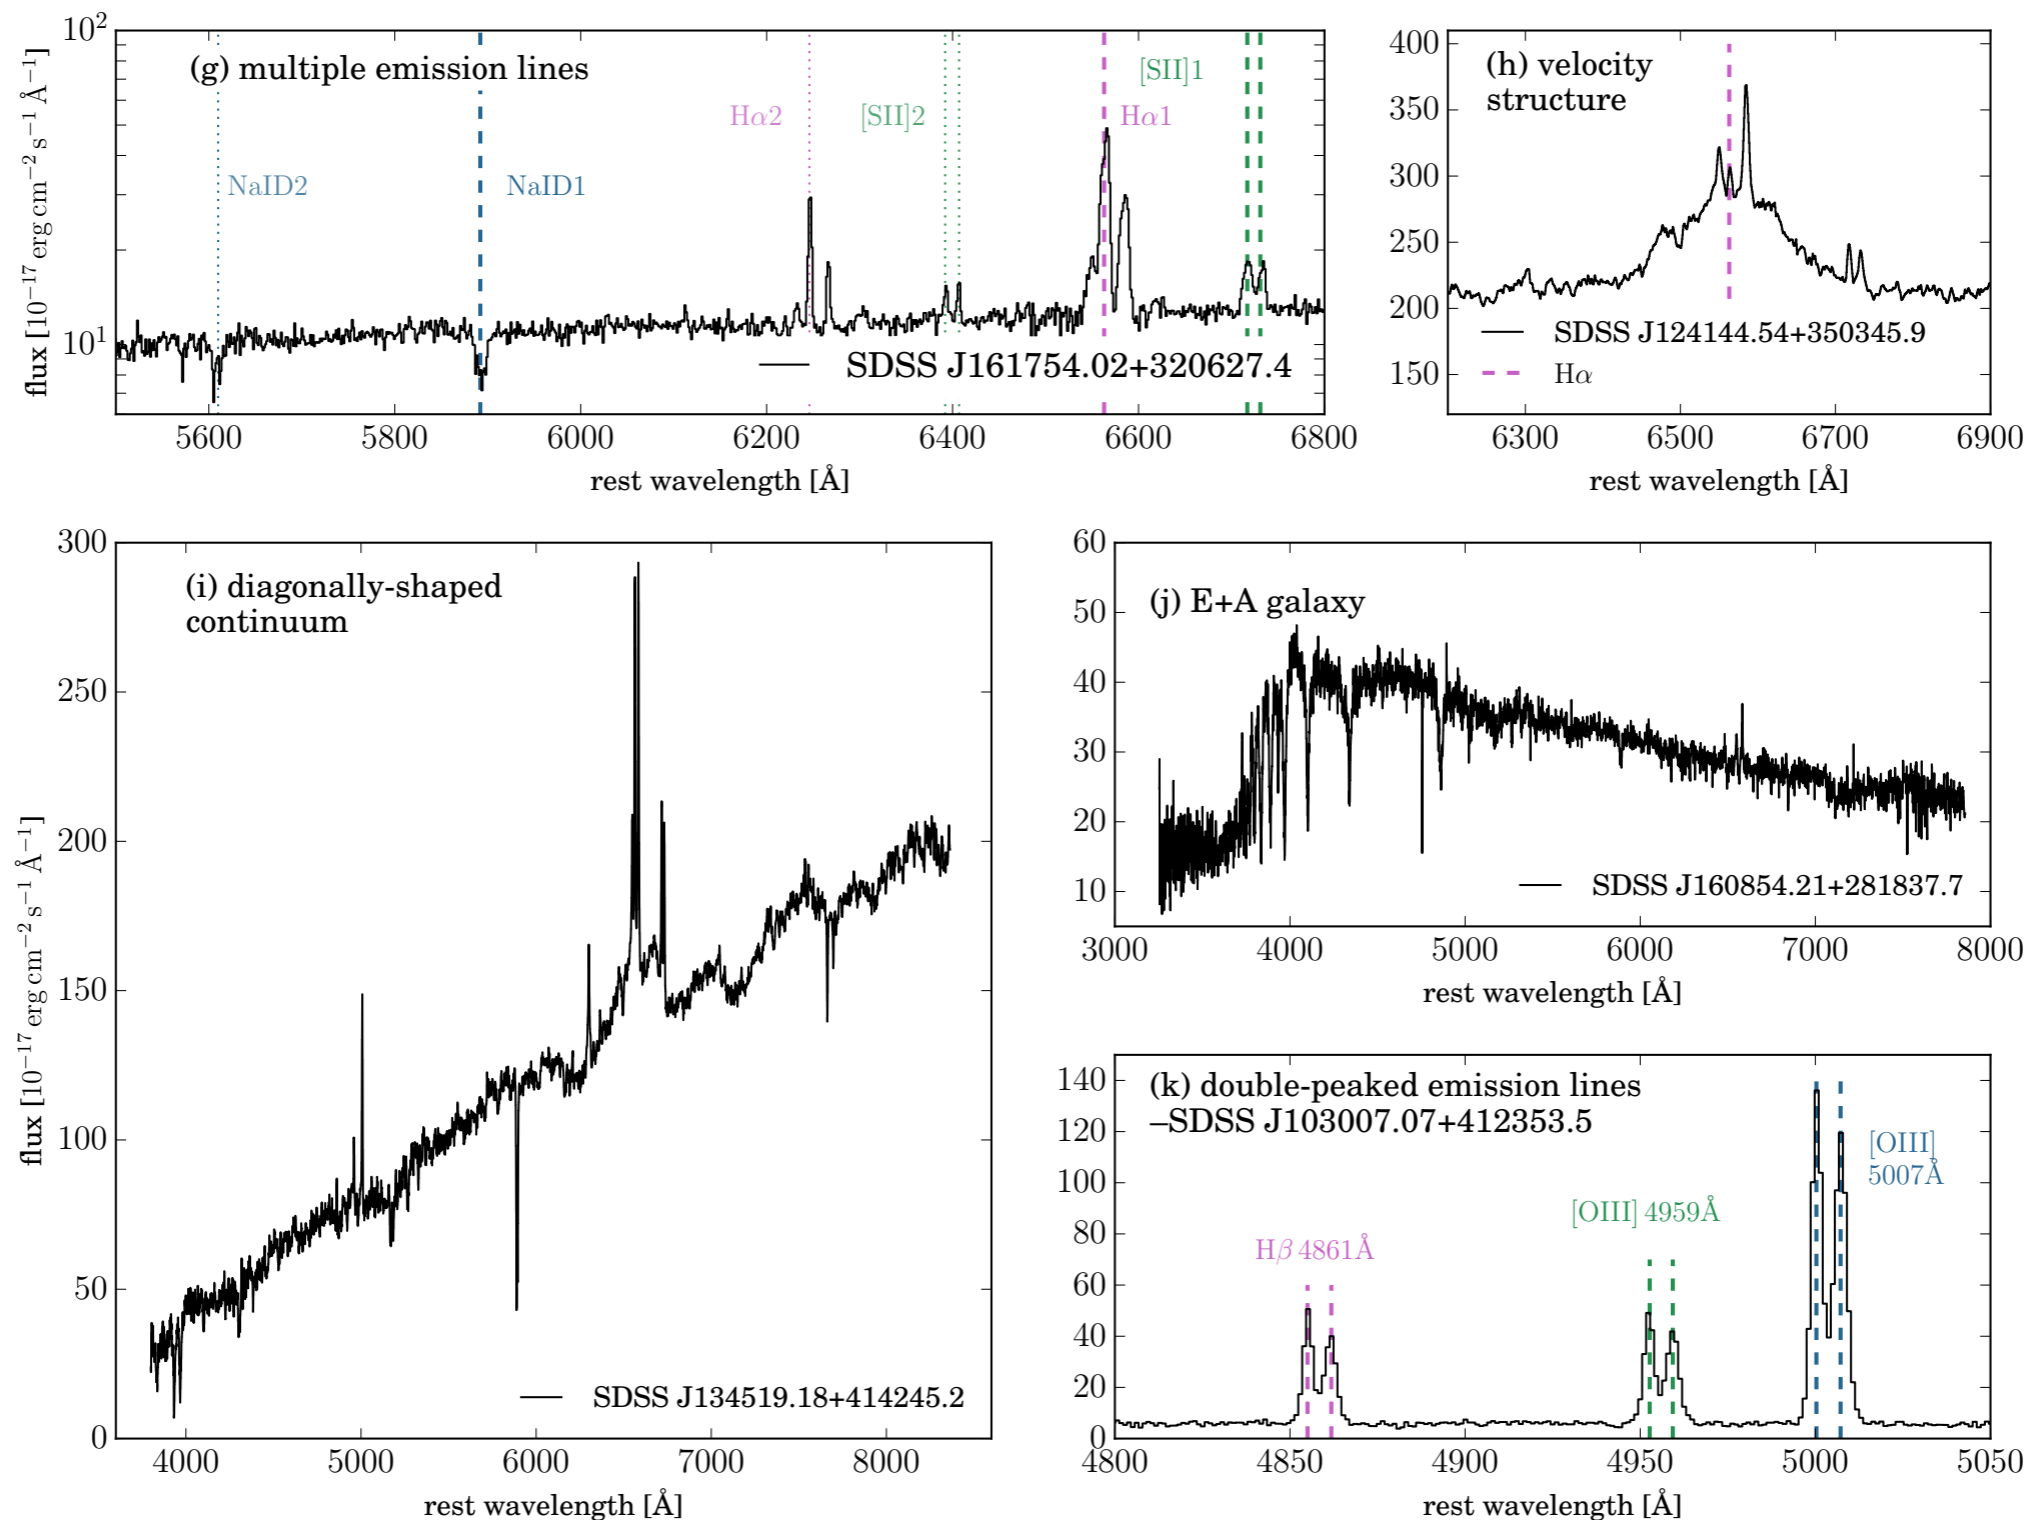 (g) multiple emission lines
NaID2
NaID1
Hα2
[SII]2
Hα1
[SII]1
SDSS J161754.02+320627.4
flux [10⁻¹⁷ erg cm⁻² s⁻¹ Å⁻¹]
10²
10¹
5600 5800 6000 6200 6400 6600 6800
rest wavelength [Å]
(h) velocity
structure
400
350
300
250
200
150
SDSS J124144.54+350345.9
Hα
6300 6500 6700 6900
rest wavelength [Å]
(i) diagonally-shaped
continuum
flux [10⁻¹⁷ erg cm⁻² s⁻¹ Å⁻¹]
300
250
200
150
100
50
0
SDSS J134519.18+414245.2
4000 5000 6000 7000 8000
rest wavelength [Å]
(j) E+A galaxy
60
50
40
30
20
10
SDSS J160854.21+281837.7
3000 4000 5000 6000 7000 8000
rest wavelength [Å]
(k) double-peaked emission lines
–SDSS J103007.07+412353.5
140
120
100
80
60
40
20
0
Hβ 4861Å
[OIII] 4959Å
[OIII]
5007Å
4800 4850 4900 4950 5000 5050
rest wavelength [Å]